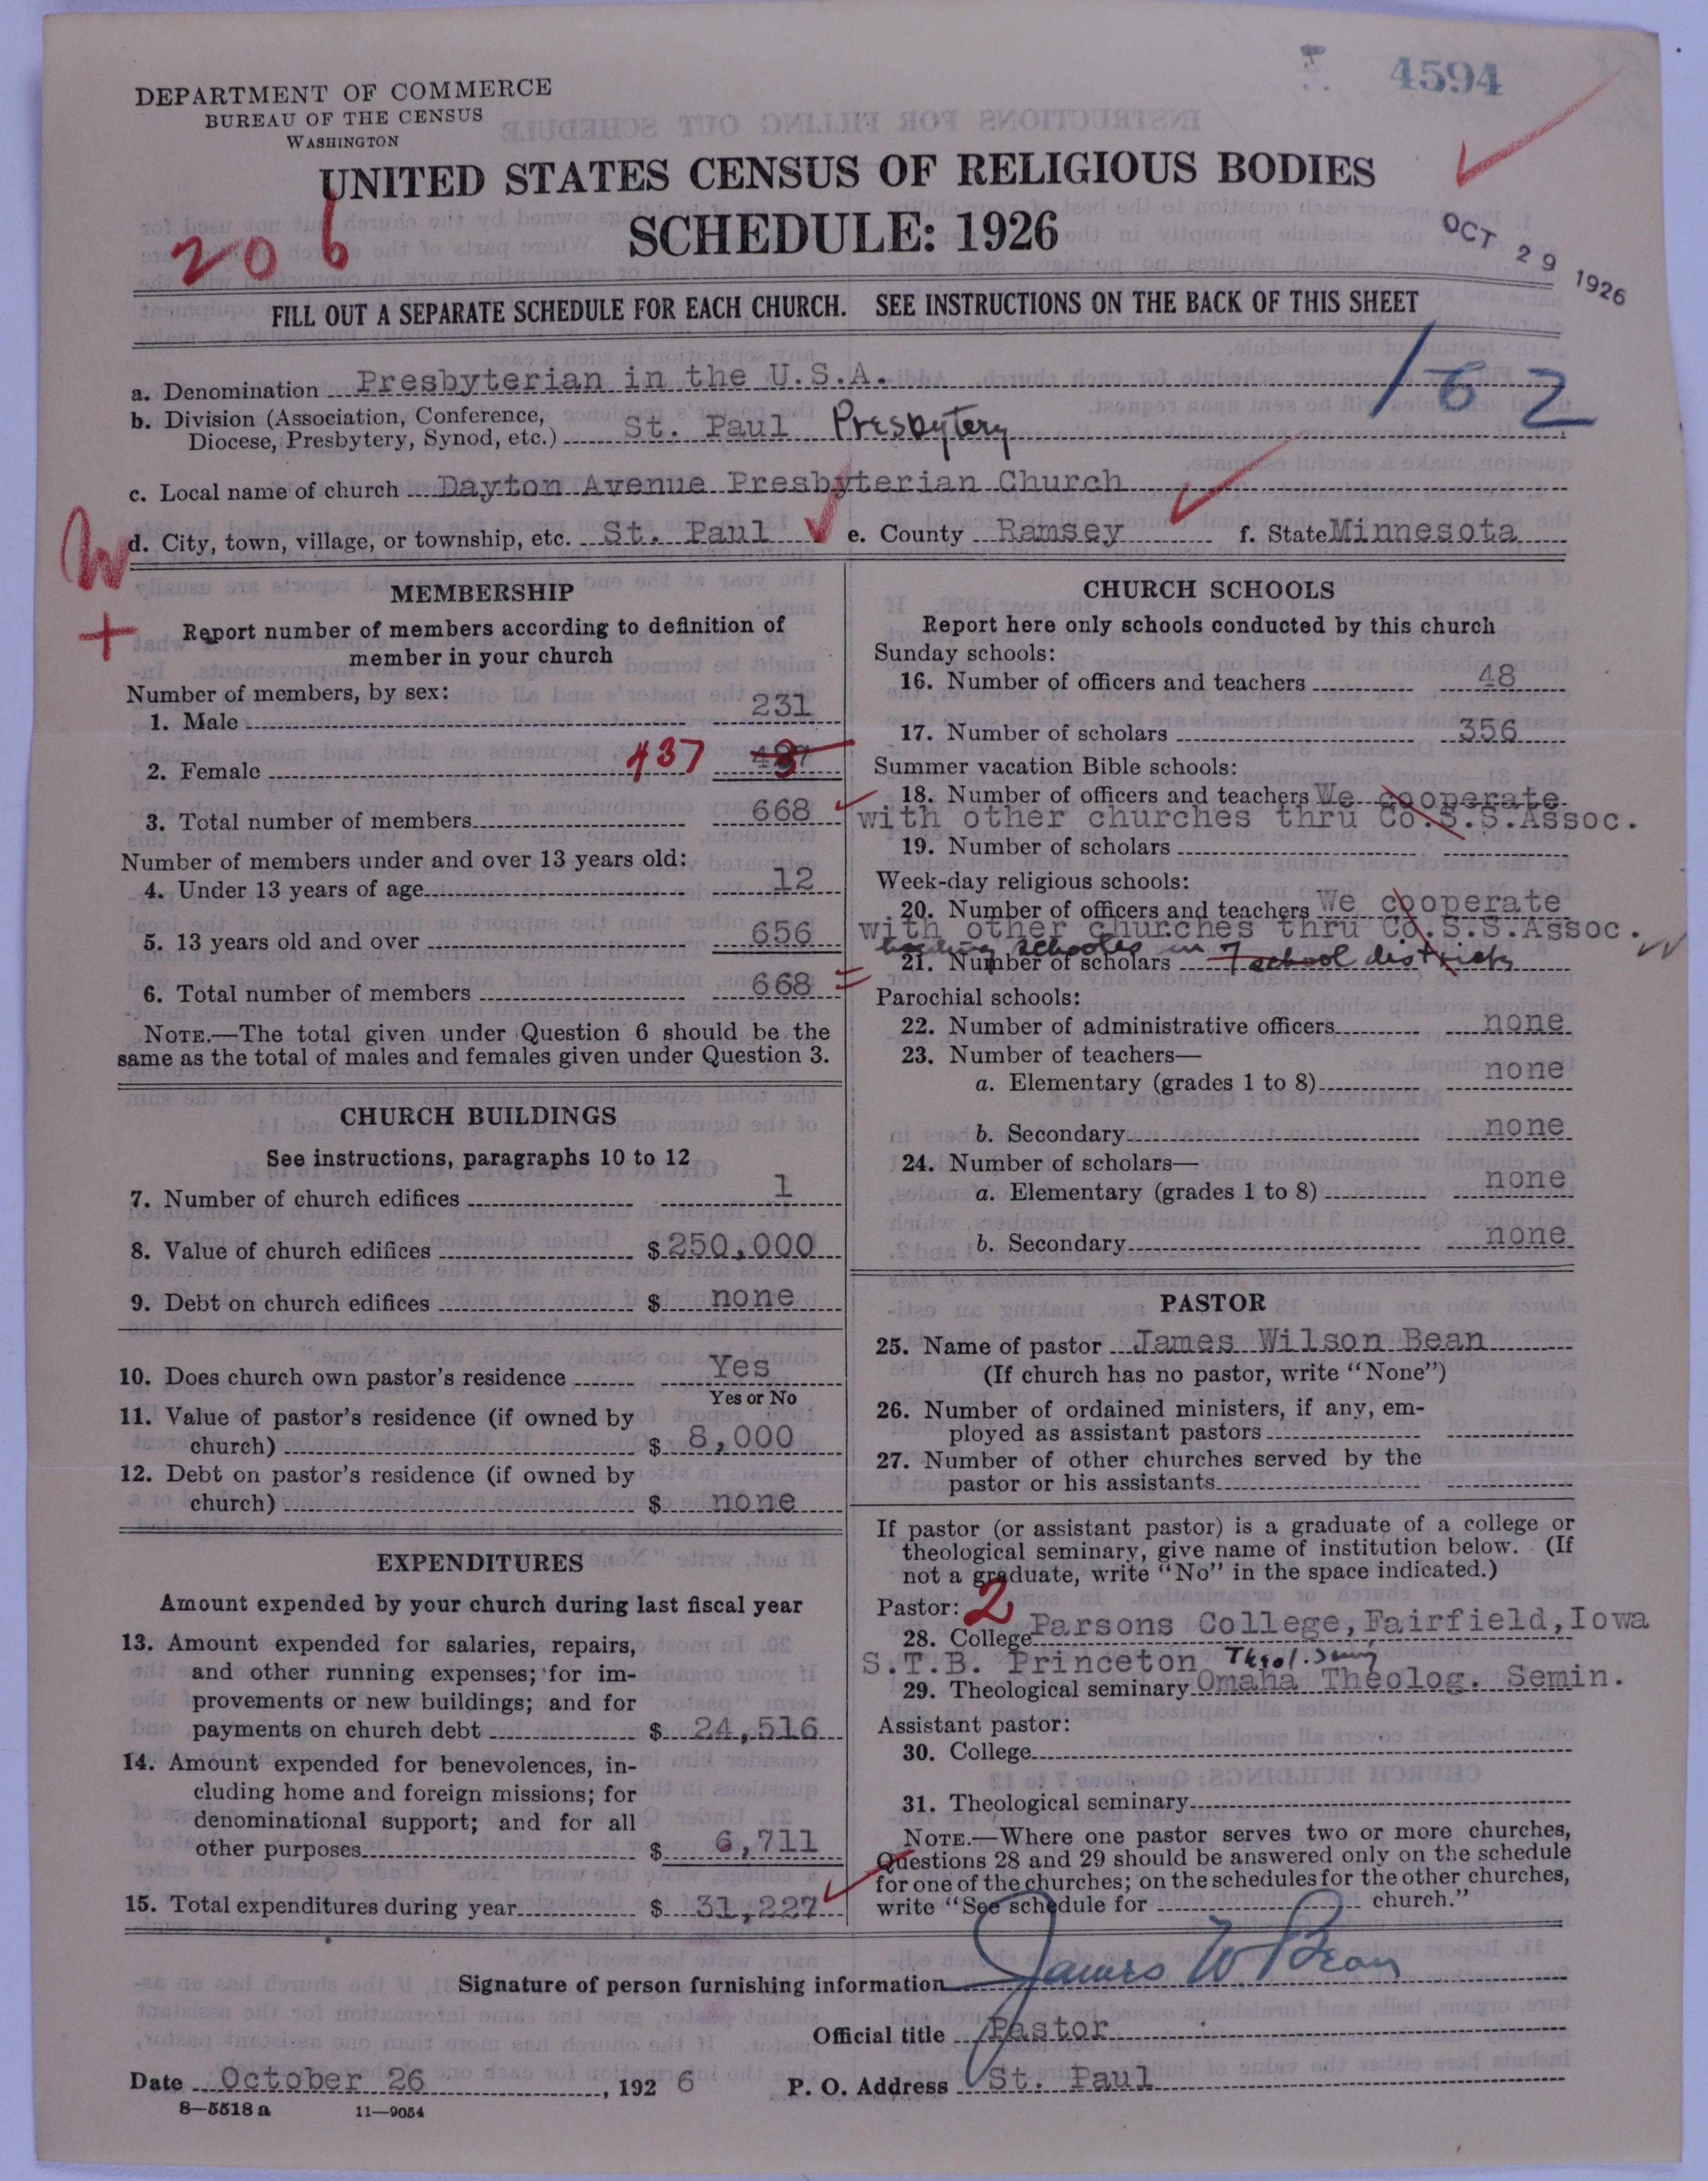 4594
DEPARTMENT OF COMMERCE
BUREAU OF THE CENSUS
WASHINGTON
UNITED STATES CENSUS OF RELIGIOUS BODIES
SCHEDULE: 1926
206
OCT 29 1926
FILL OUT A SEPARATE SCHEDULE FOR EACH CHURCH. SEE INSTRUCTIONS ON THE BACK OF THIS SHEET
162
a. Denomination Presbyterian in the U.S.A.
b. Division (Association, Conference,
Diocese, Presbytery, Synod, etc.) St. Paul Presbytery
c. Local name of church Dayton Avenue Presbyterian Church
d. City, town, village, or township, etc. St. Paul e. County Ramsey f. State Minnesota
W
+
MEMBERSHIP
Report number of members according to definition of
member in your church
Number of members, by sex:
1. Male 231
2. Female 437
3. Total number of members 668
Number of members under and over 13 years old:
4. Under 13 years of age 12
5. 13 years old and over 656
6. Total number of members 668
NOTE.—The total given under Question 6 should be the
same as the total of males and females given under Question 3.
CHURCH BUILDINGS
See instructions, paragraphs 10 to 12
7. Number of church edifices 1
8. Value of church edifices $ 250,000
9. Debt on church edifices $ none
10. Does church own pastor's residence Yes
Yes or No
11. Value of pastor's residence (if owned by
church) $ 8,000
12. Debt on pastor's residence (if owned by
church) $ none
EXPENDITURES
Amount expended by your church during last fiscal year
13. Amount expended for salaries, repairs,
and other running expenses; for im-
provements or new buildings; and for
payments on church debt $ 24,516
14. Amount expended for benevolences, in-
cluding home and foreign missions; for
denominational support; and for all
other purposes $ 6,711
15. Total expenditures during year $ 31,227
CHURCH SCHOOLS
Report here only schools conducted by this church
Sunday schools:
16. Number of officers and teachers 48
17. Number of scholars 356
Summer vacation Bible schools:
18. Number of officers and teachers We cooperate
with other churches thru Co.S.S.Assoc.
19. Number of scholars
Week-day religious schools:
20. Number of officers and teachers We cooperate
with other churches thru Co.S.S.Assoc.
schooles in 7 school districts
21. Number of scholars
Parochial schools:
22. Number of administrative officers none
23. Number of teachers—
a. Elementary (grades 1 to 8) none
b. Secondary none
24. Number of scholars—
a. Elementary (grades 1 to 8) none
b. Secondary none
PASTOR
25. Name of pastor James Wilson Bean
(If church has no pastor, write "None")
26. Number of ordained ministers, if any, em-
ployed as assistant pastors
27. Number of other churches served by the
pastor or his assistants
If pastor (or assistant pastor) is a graduate of a college or
theological seminary, give name of institution below. (If
not a graduate, write "No" in the space indicated.)
Pastor: 2
28. College Parsons College, Fairfield, Iowa
S.T.B. Princeton Theol. Semy
29. Theological seminary Omaha Theolog. Semin.
Assistant pastor:
30. College
31. Theological seminary
NOTE.—Where one pastor serves two or more churches,
Questions 28 and 29 should be answered only on the schedule
for one of the churches; on the schedules for the other churches,
write "See schedule for church."
Signature of person furnishing information James W Bean
Official title Pastor
Date October 26, 1926 P. O. Address St. Paul
8—5518 a 11—9054